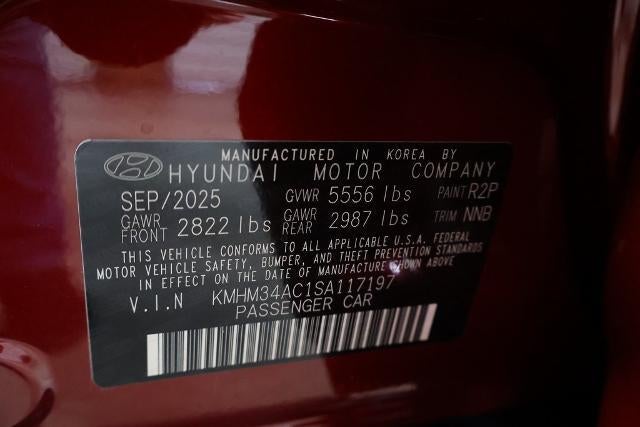 MANUFACTURED IN KOREA BY
HYUNDAI MOTOR COMPANY
SEP/2025 GVWR 5556 lbs PAINT R2P
GAWR FRONT 2822 lbs GAWR REAR 2987 lbs TRIM NNB
THIS VEHICLE CONFORMS TO ALL APPLICABLE U.S.A. FEDERAL
MOTOR VEHICLE SAFETY, BUMPER, AND THEFT PREVENTION STANDARDS
IN EFFECT ON THE DATE OF MANUFACTURE SHOWN ABOVE
V.I.N KMHM34AC1SA117197
PASSENGER CAR